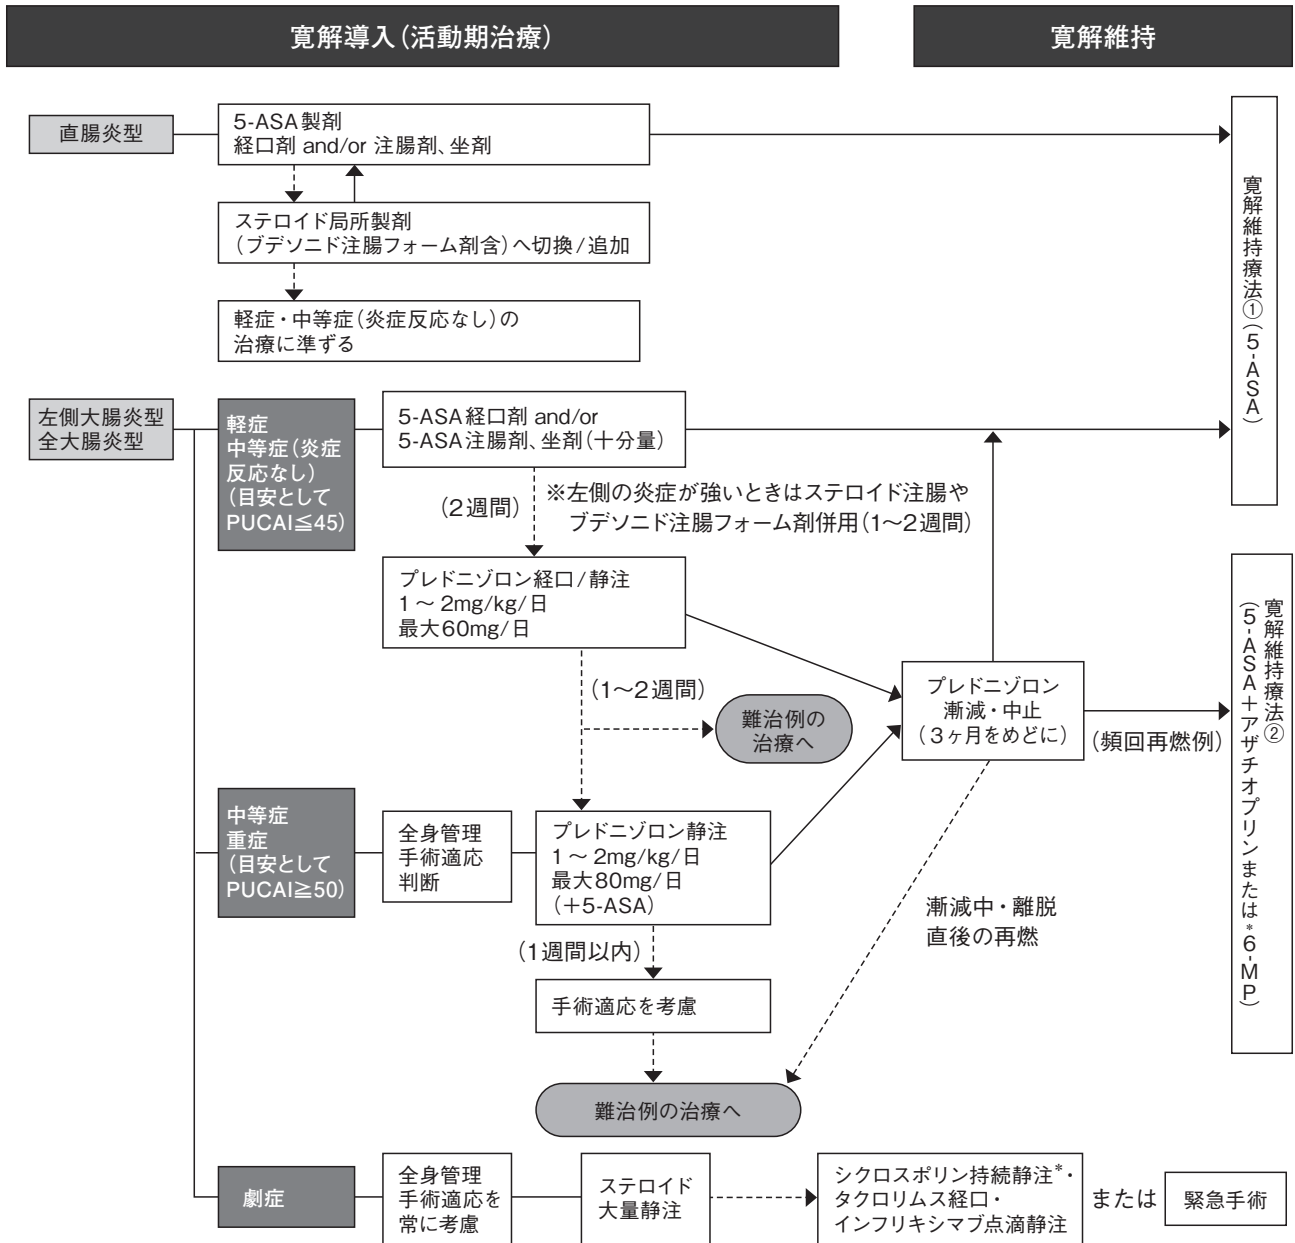 寛解導入(活動期治療)
寛解維持
直腸炎型
5-ASA製剤
経口剤 and/or 注腸剤、坐剤
ステロイド局所製剤
(ブデソニド注腸フォーム剤含)へ切換/追加
軽症・中等症(炎症反応なし)の
治療に準ずる
寛解維持療法①(5-ASA)
左側大腸炎型
全大腸炎型
軽症
中等症(炎症
反応なし)
(目安として
PUCAI≦45)
5-ASA経口剤 and/or
5-ASA注腸剤、坐剤(十分量)
(2週間)
※左側の炎症が強いときはステロイド注腸や
ブデソニド注腸フォーム剤併用(1〜2週間)
プレドニゾロン経口/静注
1 〜 2mg/kg/日
最大60mg/日
(1〜2週間)
難治例の
治療へ
プレドニゾロン
漸減・中止
(3ヶ月をめどに)
(頻回再燃例)
寛解維持療法②
(5-ASA+アザチオプリンまたは*6-MP)
中等症
重症
(目安として
PUCAI≧50)
全身管理
手術適応
判断
プレドニゾロン静注
1 〜 2mg/kg/日
最大80mg/日
(+5-ASA)
(1週間以内)
手術適応を考慮
漸減中・離脱
直後の再燃
難治例の治療へ
劇症
全身管理
手術適応を
常に考慮
ステロイド
大量静注
シクロスポリン持続静注*・
タクロリムス経口・
インフリキシマブ点滴静注
または
緊急手術